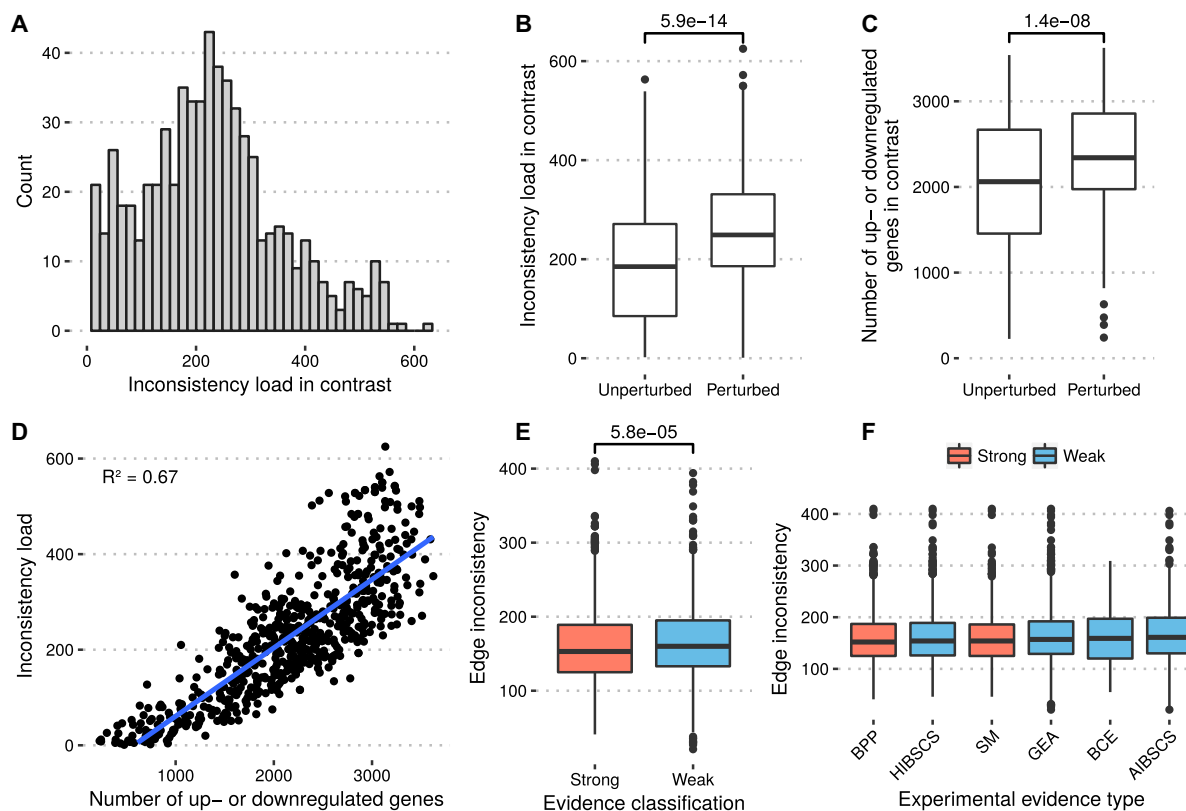 A
40
30
20
10
0
Count
0 200 400 600
Inconsistency load in contrast
B
5.9e−14
600
400
200
0
Inconsistency load in contrast
Unperturbed Perturbed
C
1.4e−08
3000
2000
1000
0
Number of up− or downregulated
genes in contrast
Unperturbed Perturbed
D
R² = 0.67
600
400
200
0
Inconsistency load
1000 2000 3000
Number of up− or downregulated genes
E
5.8e−05
400
300
200
100
Edge inconsistency
Strong Weak
Evidence classification
F
Strong Weak
400
300
200
100
Edge inconsistency
BPP HIBSCS SM GEA BCE AIBSCS
Experimental evidence type